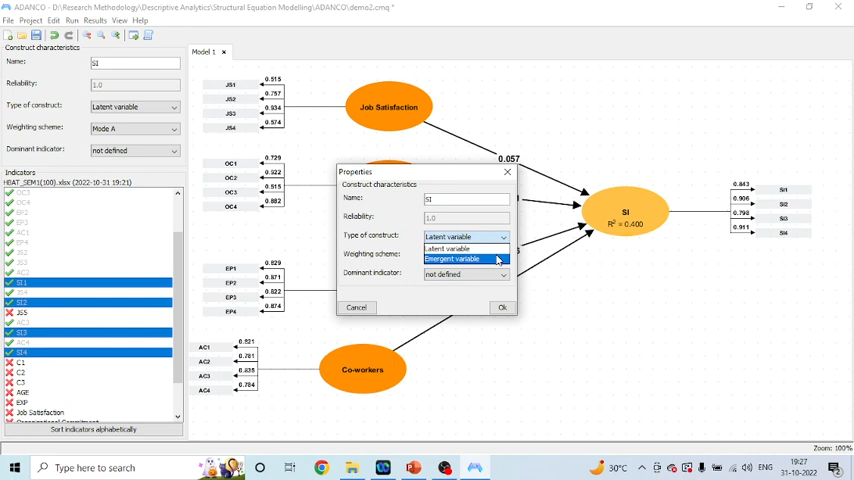 ADANCO - D:\Research Methodology\Descriptive Analytics\Structural Equation Modelling\ADANCO\demo2.cmq *
File Project Edit Run Results View Help
Construct characteristics
Name: SI
Reliability: 1.0
Type of construct: Latent variable
Weighting scheme: Mode A
Dominant indicator: not defined
Indicators
HBAT_SEM1(100).xlsx (2022-10-31 19:21)
OC3
OC4
EP2
EP3
AC1
EP4
JS2
JS3
AC2
SI1
JS4
SI2
JS5
AC3
SI3
AC4
SI4
C1
C2
C3
AGE
EXP
Job Satisfaction
Sort indicators alphabetically
Model 1
JS1 0.515
JS2 0.757
JS3 0.934
JS4 0.574
Job Satisfaction
OC1 0.729
OC2 0.922
OC3 0.515
OC4 0.882
EP1 0.829
EP2 0.871
EP3 0.822
EP4 0.874
AC1 0.821
AC2 0.781
AC3 0.835
AC4 0.784
Co-workers
0.057
SI
R² = 0.400
0.843 SI1
0.906 SI2
0.798 SI3
0.911 SI4
Properties
Construct characteristics
Name: SI
Reliability: 1.0
Type of construct: Latent variable
Latent variable
Emergent variable
Weighting scheme:
Dominant indicator: not defined
Cancel Ok
Zoom: 100%
Type here to search
30°C
ENG
19:27
31-10-2022
2